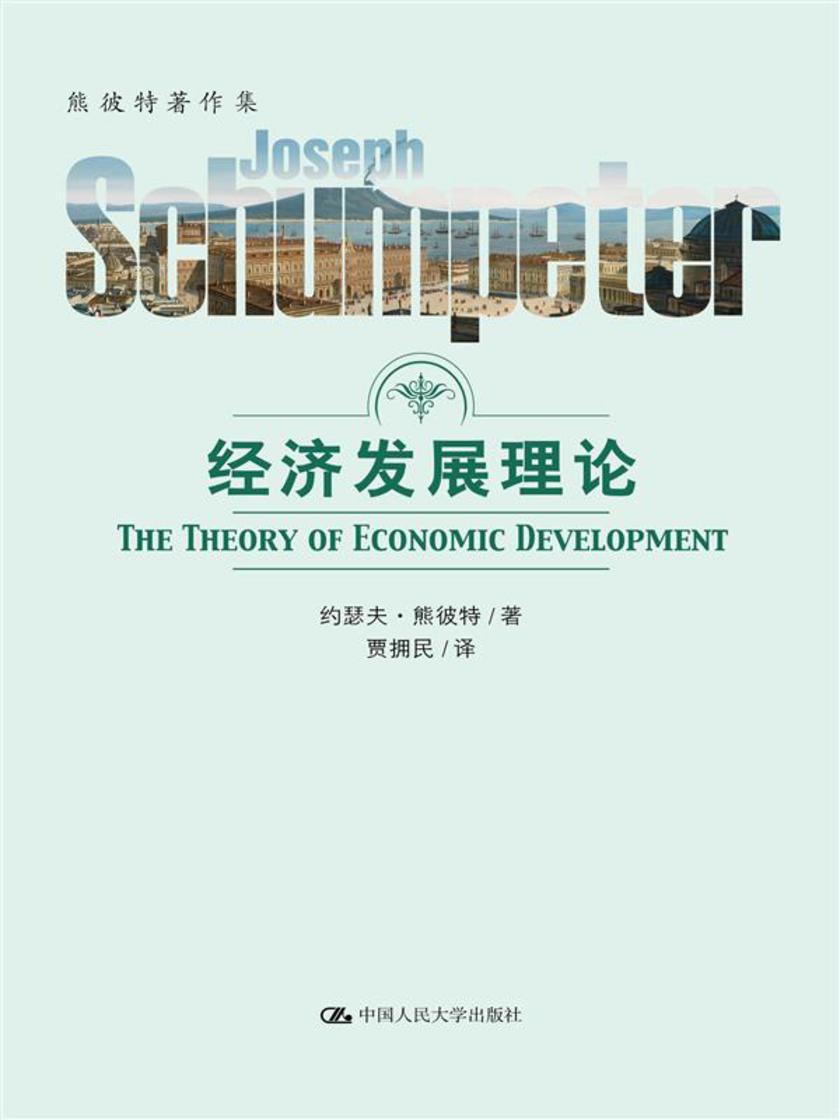 熊彼特著作集
Joseph
Schumpeter
经济发展理论
THE THEORY OF ECONOMIC DEVELOPMENT
约瑟夫·熊彼特/著
贾拥民/译
中国人民大学出版社